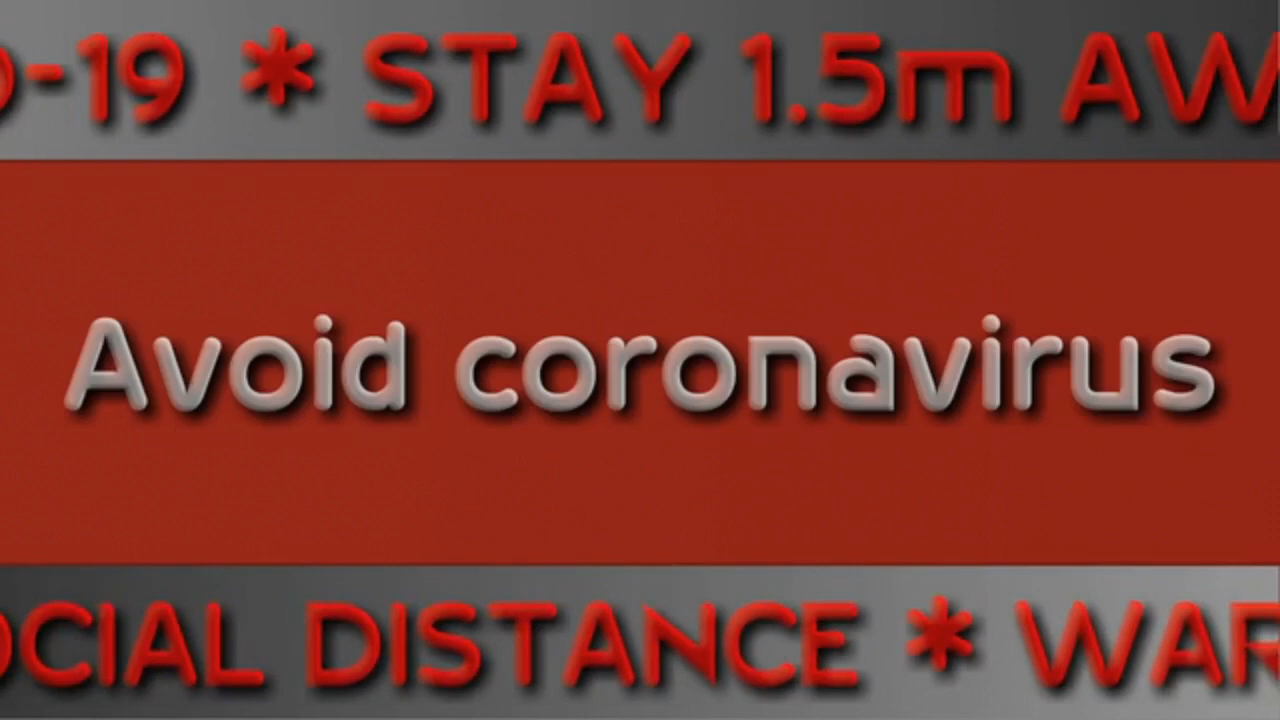 -19 * STAY 1.5m AW
Avoid coronavirus
OCIAL DISTANCE * WAR